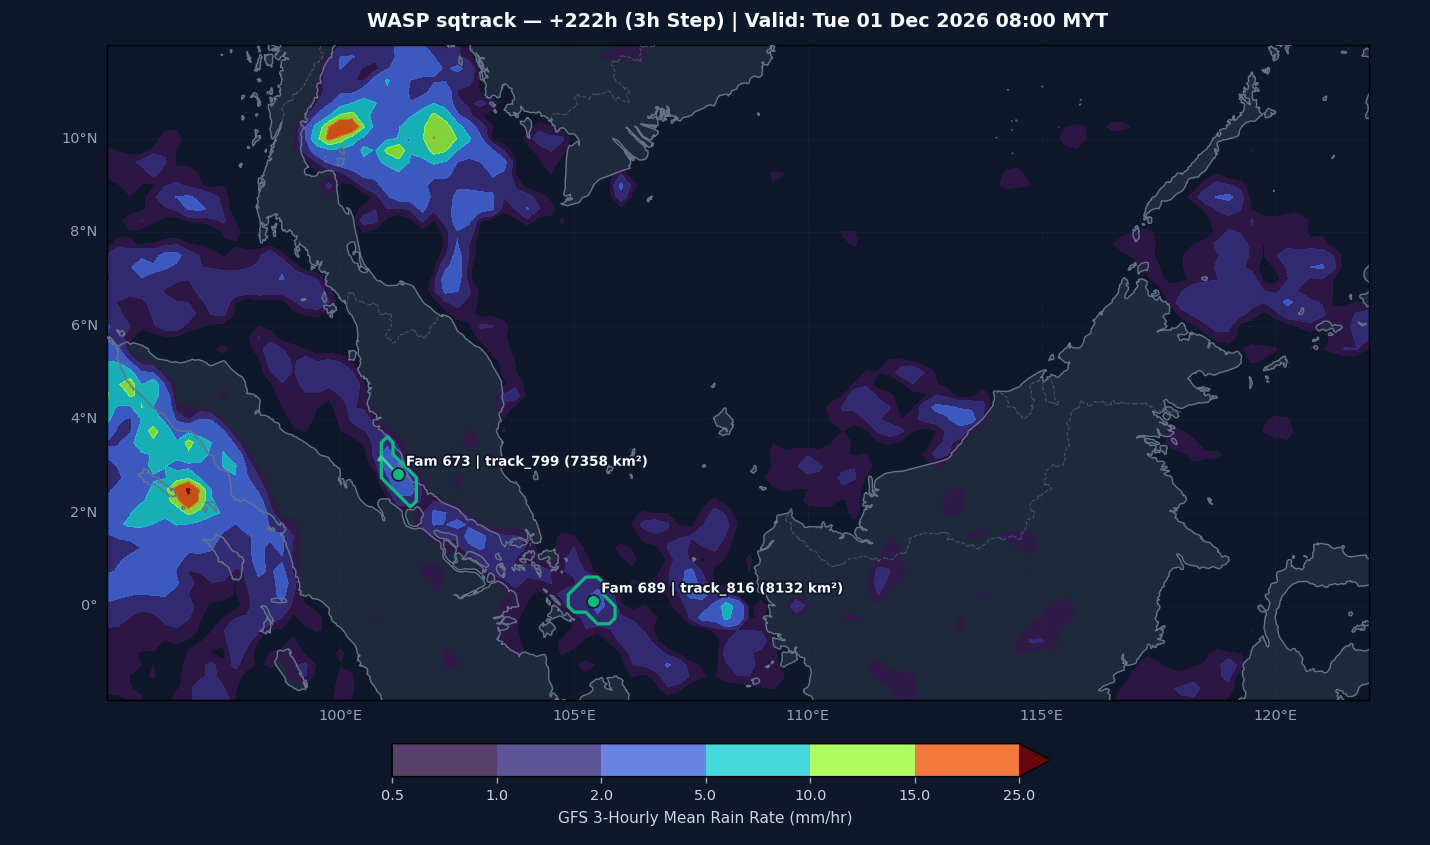 WASP sqtrack — +222h (3h Step) | Valid: Tue 01 Dec 2026 08:00 MYT
10°N
8°N
6°N
4°N
2°N
0°
Fam 673 | track_799 (7358 km²)
Fam 689 | track_816 (8132 km²)
100°E 105°E 110°E 115°E 120°E
0.5 1.0 2.0 5.0 10.0 15.0 25.0
GFS 3-Hourly Mean Rain Rate (mm/hr)